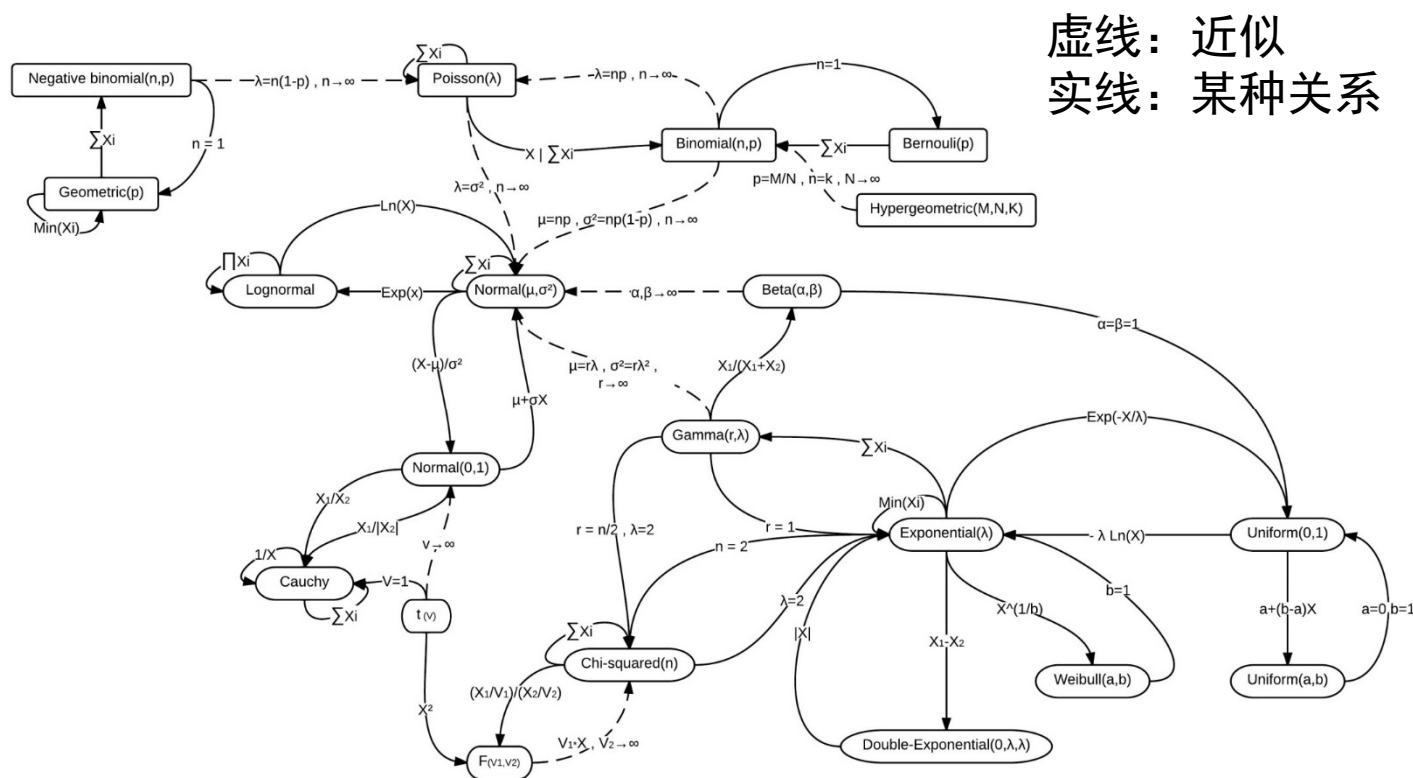 虚线：近似
实线：某种关系
∑Xi
Negative binomial(n,p)
λ=n(1-p) , n→∞
Poisson(λ)
λ=np , n→∞
n=1
∑Xi
n = 1
X | ∑Xi
Binomial(n,p)
∑Xi
Bernouli(p)
Geometric(p)
Min(Xi)
λ=σ² , n→∞
p=M/N , n=k , N→∞
Hypergeometric(M,N,K)
Ln(X)
μ=np , σ²=np(1-p) , n→∞
∏Xi
∑Xi
Lognormal
Exp(x)
Normal(μ,σ²)
α,β→∞
Beta(α,β)
α=β=1
(X-μ)/σ²
μ=rλ , σ²=rλ² ,
r→∞
X₁/(X₁+X₂)
μ+σX
Exp(-X/λ)
Gamma(r,λ)
∑Xi
Normal(0,1)
X₁/X₂
X₁/|X₂|
Min(Xi)
r = n/2 , λ=2
r = 1
Exponential(λ)
- λ Ln(X)
Uniform(0,1)
v→∞
n = 2
1/X
Cauchy
V=1
∑Xi
t(V)
λ=2
b=1
X^(1/b)
a+(b-a)X
a=0,b=1
|X|
X₁-X₂
∑Xi
Chi-squared(n)
Weibull(a,b)
Uniform(a,b)
(X₁/V₁)/(X₂/V₂)
X²
F(V1,V2)
V₁*X , V₂→∞
Double-Exponential(0,λ,λ)